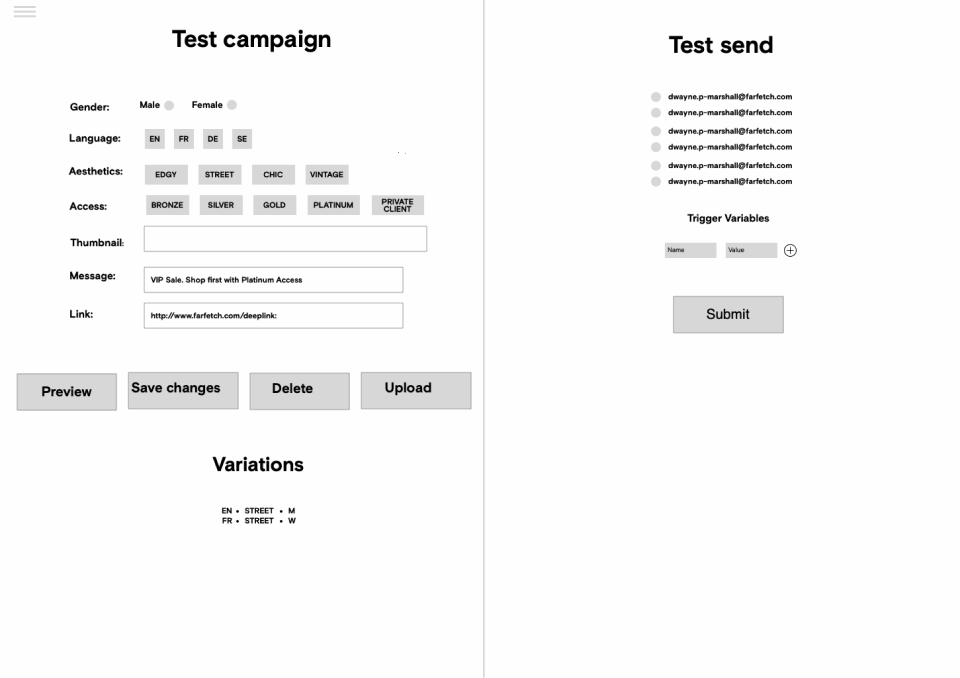 Test campaign
Gender: Male Female
Language: EN FR DE SE
Aesthetics: EDGY STREET CHIC VINTAGE
Access: BRONZE SILVER GOLD PLATINUM PRIVATE CLIENT
Thumbnail:
Message: VIP Sale. Shop first with Platinum Access
Link: http://www.farfetch.com/deeplink:
Preview Save changes Delete Upload
Variations
EN • STREET • M
FR • STREET • W
Test send
dwayne.p-marshall@farfetch.com
dwayne.p-marshall@farfetch.com
dwayne.p-marshall@farfetch.com
dwayne.p-marshall@farfetch.com
dwayne.p-marshall@farfetch.com
dwayne.p-marshall@farfetch.com
Trigger Variables
Name Value
Submit